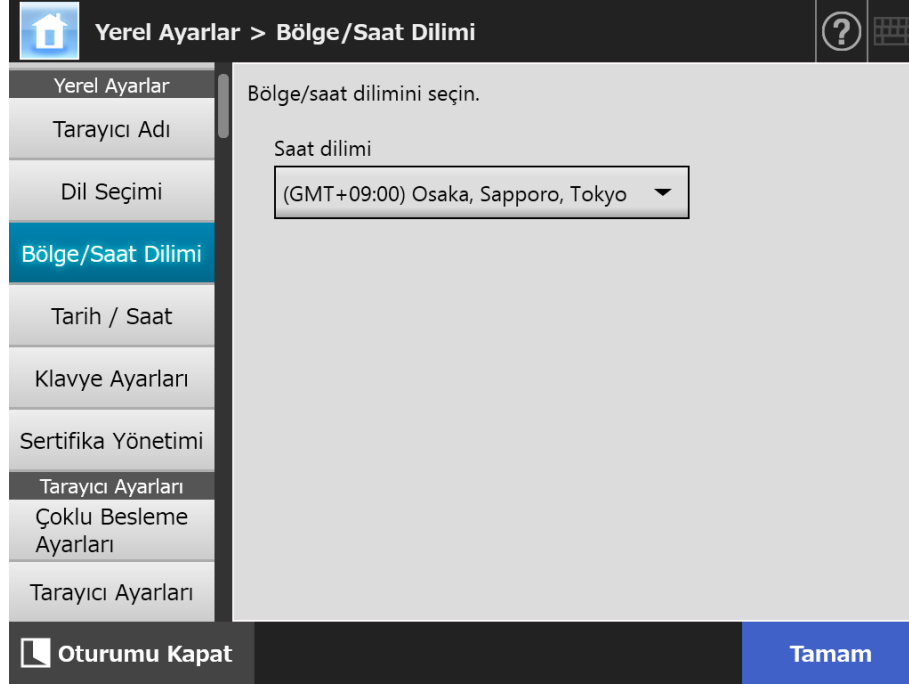 Yerel Ayarlar > Bölge/Saat Dilimi
?
Yerel Ayarlar
Tarayıcı Adı
Dil Seçimi
Bölge/Saat Dilimi
Tarih / Saat
Klavye Ayarları
Sertifika Yönetimi
Tarayıcı Ayarları
Çoklu Besleme
Ayarları
Tarayıcı Ayarları
Bölge/saat dilimini seçin.
Saat dilimi
(GMT+09:00) Osaka, Sapporo, Tokyo
Oturumu Kapat
Tamam